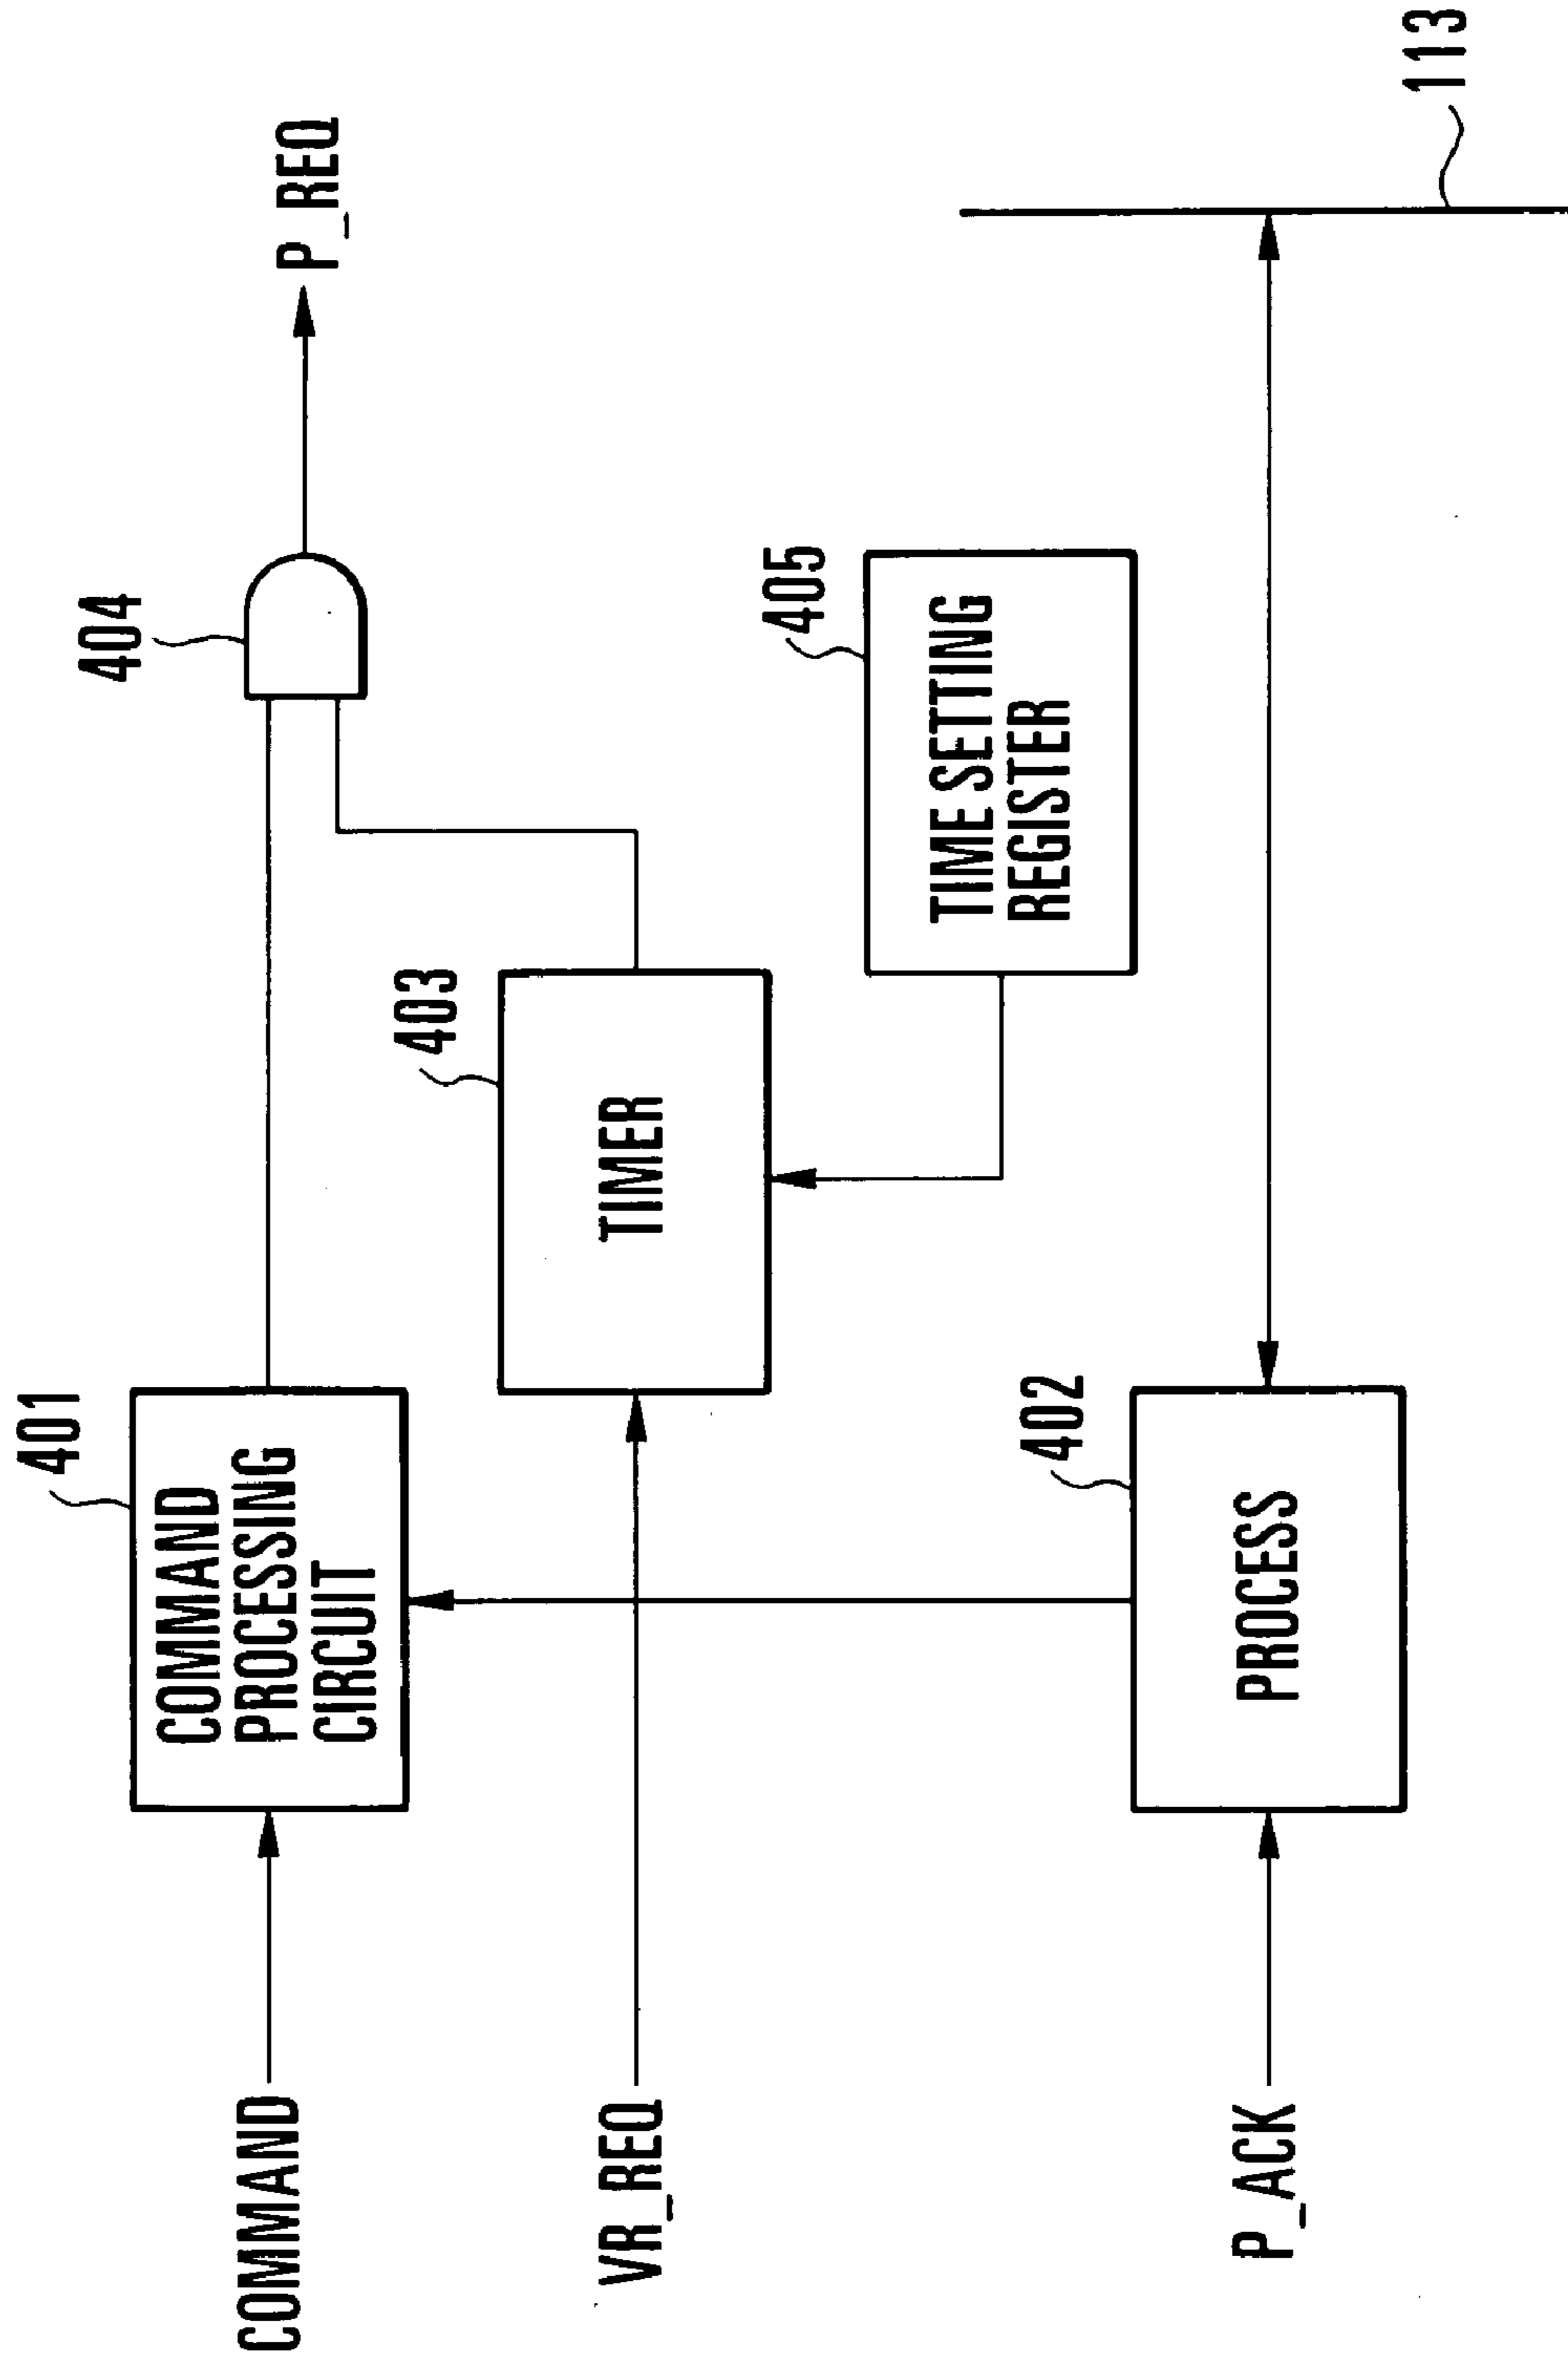 401
COMMAND
PROCESSING
CIRCUIT
COMMAND
404
P_REQ
403
TIMER
VR_REQ
405
TIME SETTING
REGISTER
402
PROCESS
P_ACK
113